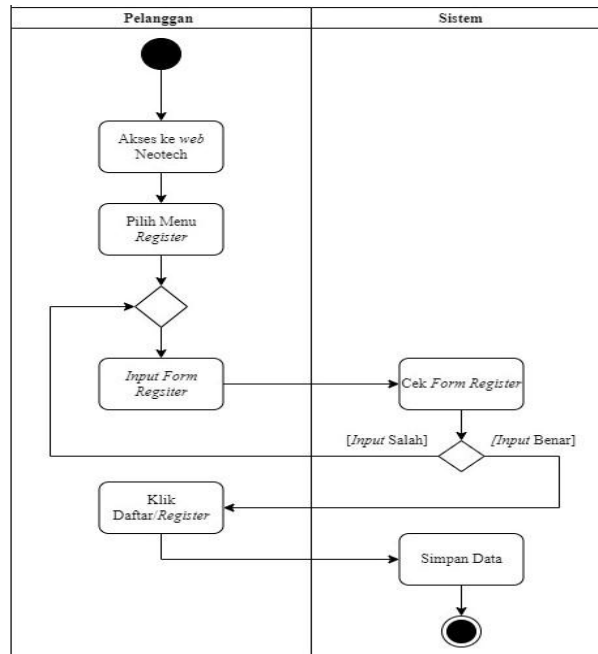 Pelanggan
Sistem
Akses ke web
Neotech
Pilih Menu
Register
Input Form
Regsiter
Cek Form Register
[Input Salah]
[Input Benar]
Klik
Daftar/Register
Simpan Data